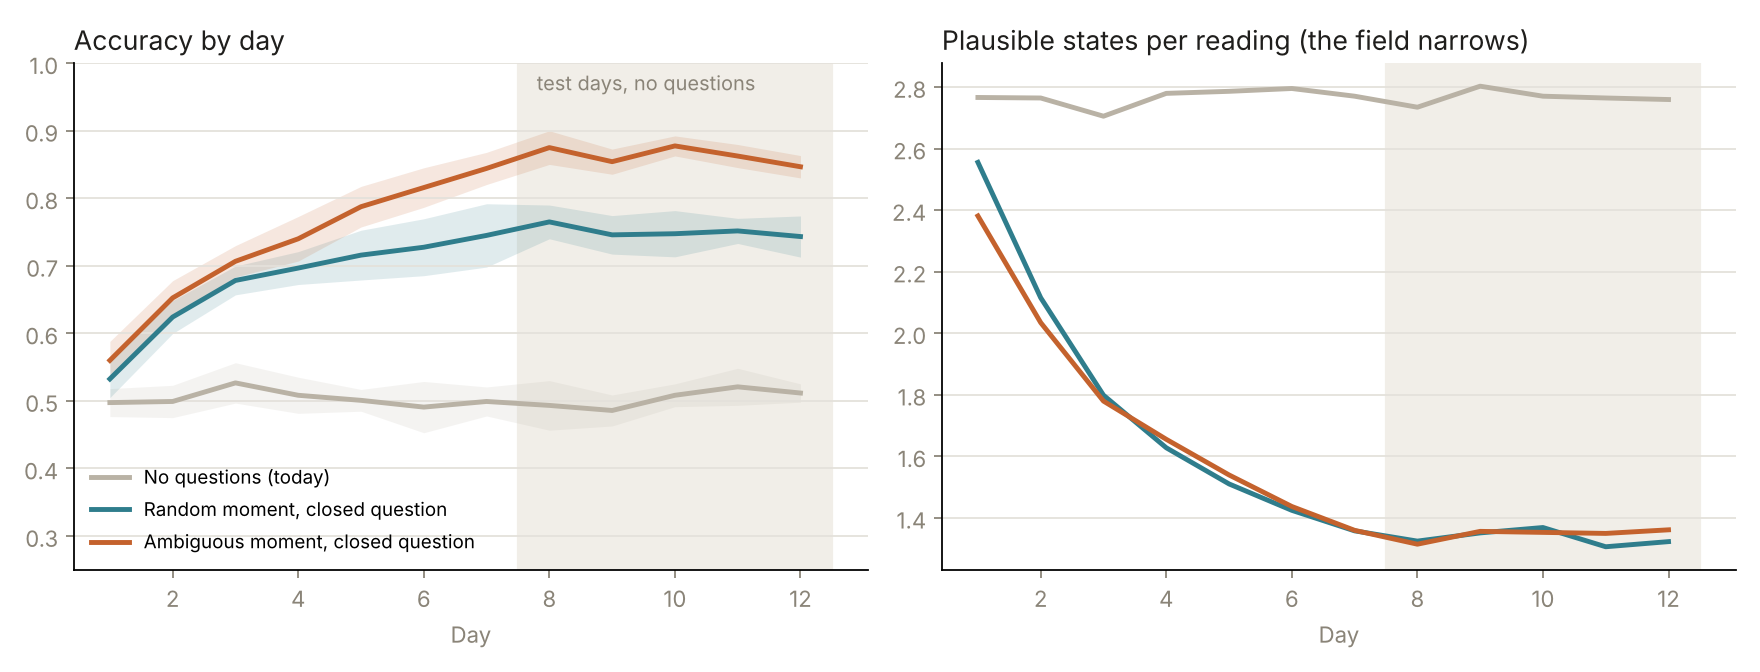 Accuracy by day
1.0
0.9
0.8
0.7
0.6
0.5
0.4
0.3
test days, no questions
No questions (today)
Random moment, closed question
Ambiguous moment, closed question
2 4 6 8 10 12
Day
Plausible states per reading (the field narrows)
2.8
2.6
2.4
2.2
2.0
1.8
1.6
1.4
2 4 6 8 10 12
Day